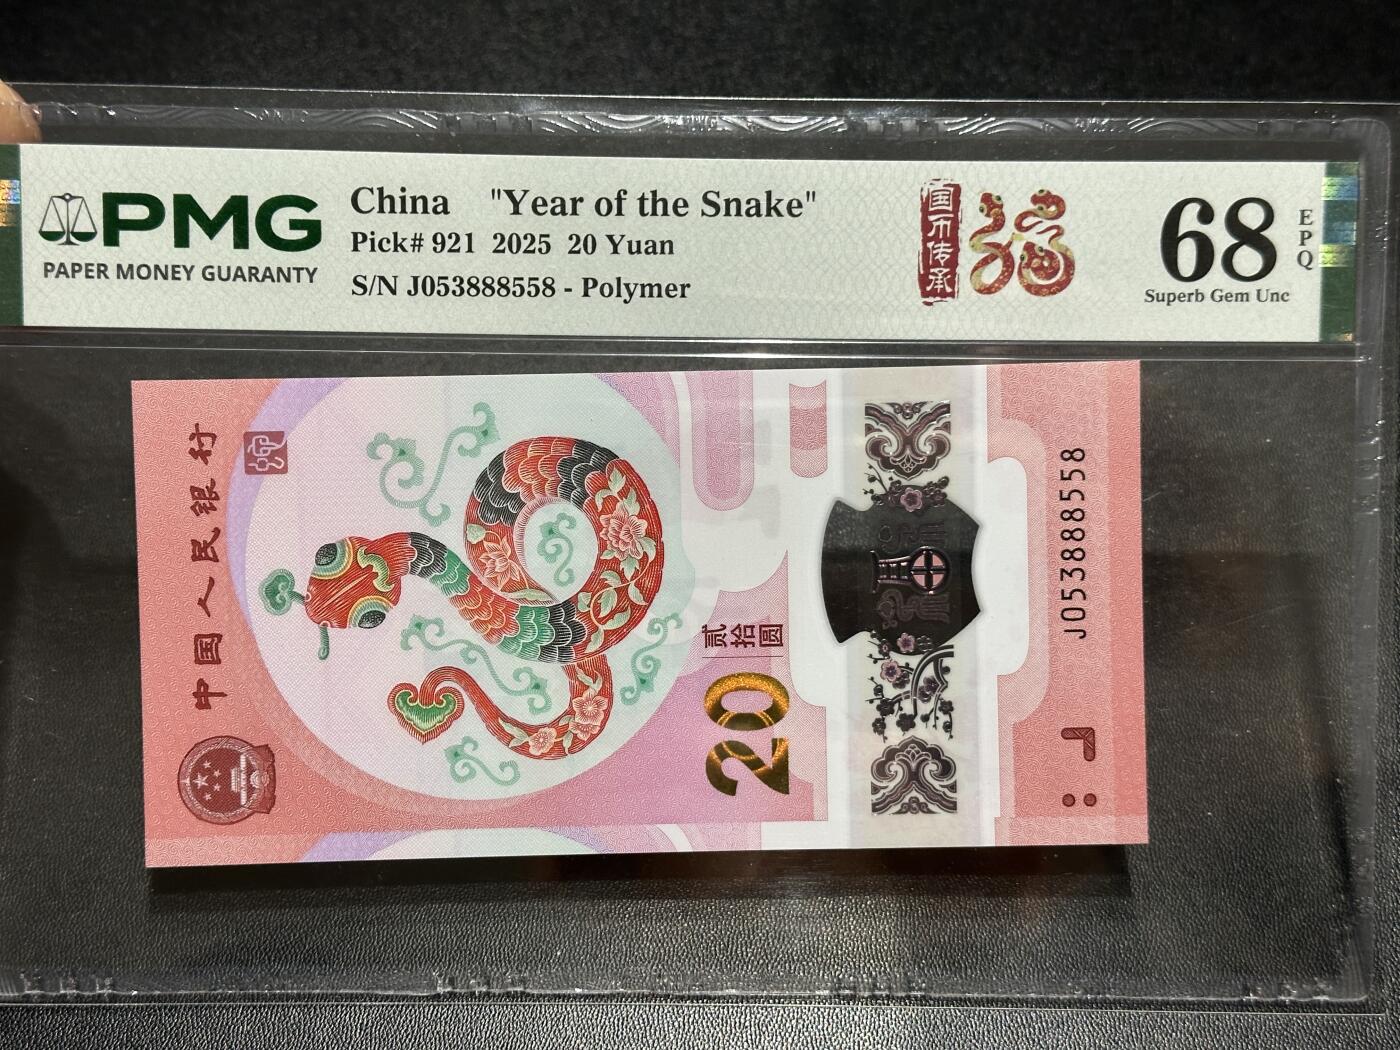 PMG
PAPER MONEY GUARANTY
China "Year of the Snake"
Pick# 921 2025 20 Yuan
S/N J053888558 - Polymer
国币传承
福
68
EPQ
Superb Gem Unc
中国人民银行
贰拾圆
20
J053888558